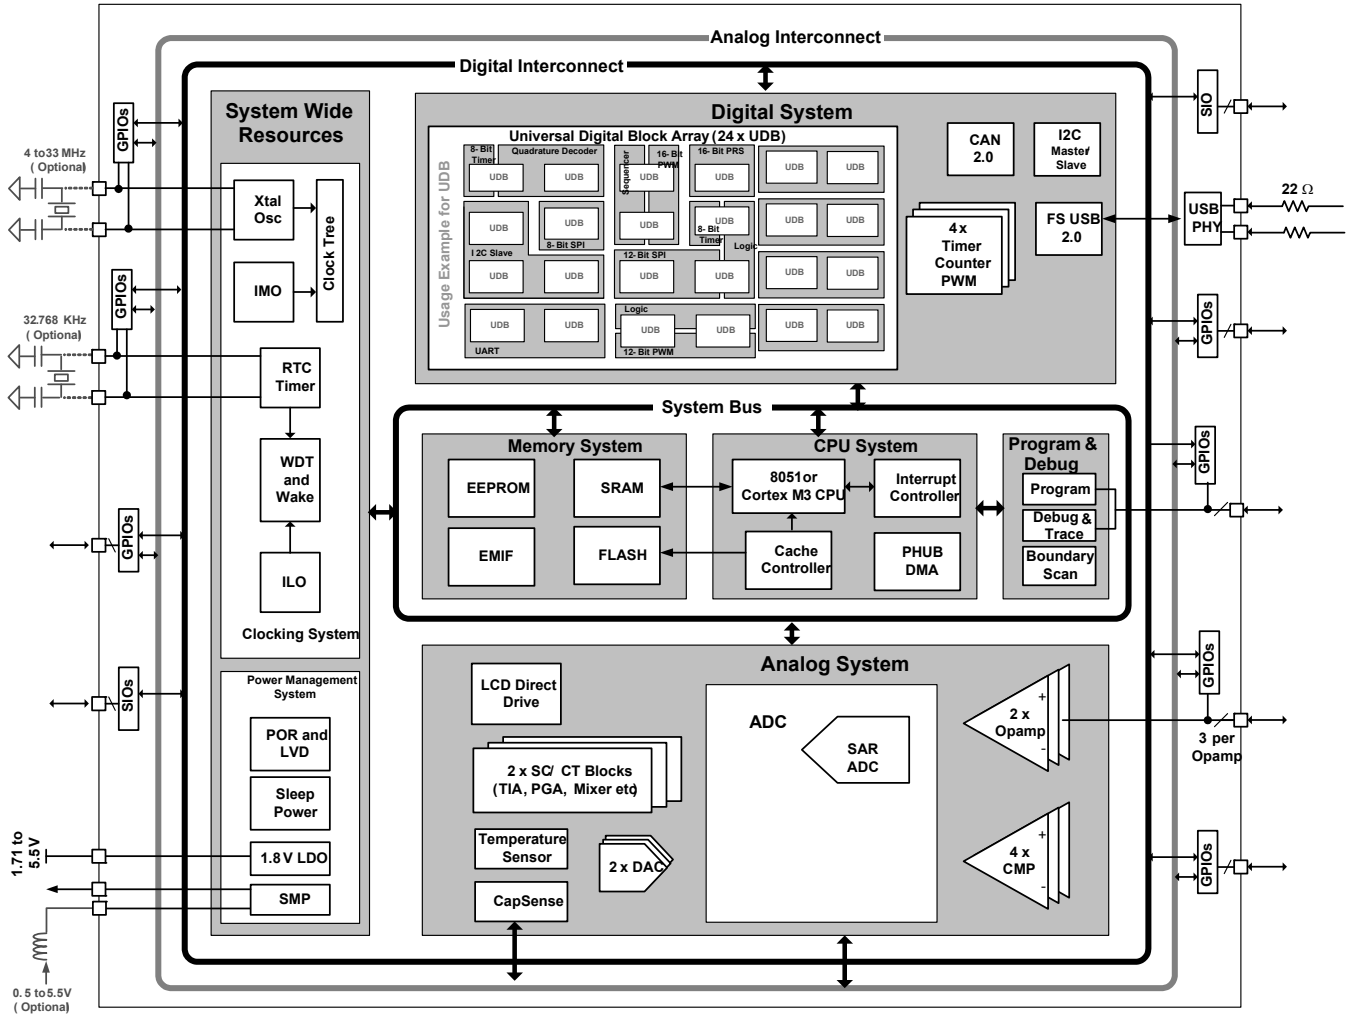 Analog Interconnect
Digital Interconnect
System Wide
Resources
GPIOs
4 to 33 MHz
( Optional)
Xtal
Osc
Clock Tree
IMO
GPIOs
32.768 KHz
( Optional)
RTC
Timer
WDT
and
Wake
GPIOs
ILO
Clocking System
SIOs
Power Management
System
POR and
LVD
Sleep
Power
1.71 to
5.5V
1.8 V LDO
SMP
0. 5 to 5.5V
( Optional)
Digital System
Universal Digital Block Array (24 x UDB)
Usage Example for UDB
8- Bit
Timer
Quadrature Decoder
Sequencer
16- Bit
PWM
16- Bit PRS
UDB
UDB
UDB
UDB
UDB
UDB
UDB
UDB
UDB
UDB
UDB
UDB
8- Bit
Timer
Logic
I2C Slave
8- Bit SPI
12- Bit SPI
UDB
UDB
UDB
UDB
UDB
UDB
Logic
UDB
UDB
UDB
UDB
UDB
UDB
UART
12- Bit PWM
CAN
2.0
I2C
Master/
Slave
4 x
Timer
Counter
PWM
FS USB
2.0
SIO
22 Ω
USB
PHY
GPIOs
System Bus
Memory System
EEPROM
SRAM
EMIF
FLASH
CPU System
8051or
Cortex M3 CPU
Interrupt
Controller
Cache
Controller
PHUB
DMA
Program &
Debug
Program
Debug &
Trace
Boundary
Scan
GPIOs
Analog System
LCD Direct
Drive
ADC
SAR
ADC
2 x
Opamp
+
-
2 x SC/ CT Blocks
(TIA, PGA, Mixer etc)
Temperature
Sensor
2 x DAC
CapSense
4 x
CMP
+
-
GPIOs
3 per
Opamp
GPIOs